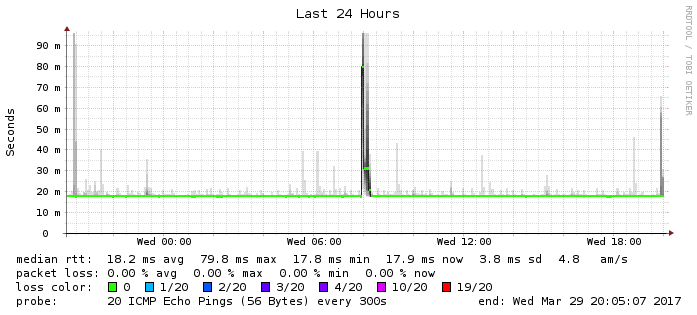 Last 24 Hours
RRDTOOL / TOBI OETIKER
Seconds
90 m
80 m
70 m
60 m
50 m
40 m
30 m
20 m
10 m
0
Wed 00:00 Wed 06:00 Wed 12:00 Wed 18:00
median rtt: 18.2 ms avg 79.8 ms max 17.8 ms min 17.9 ms now 3.8 ms sd 4.8 am/s
packet loss: 0.00 % avg 0.00 % max 0.00 % min 0.00 % now
loss color: 0 1/20 2/20 3/20 4/20 10/20 19/20
probe: 20 ICMP Echo Pings (56 Bytes) every 300s end: Wed Mar 29 20:05:07 2017